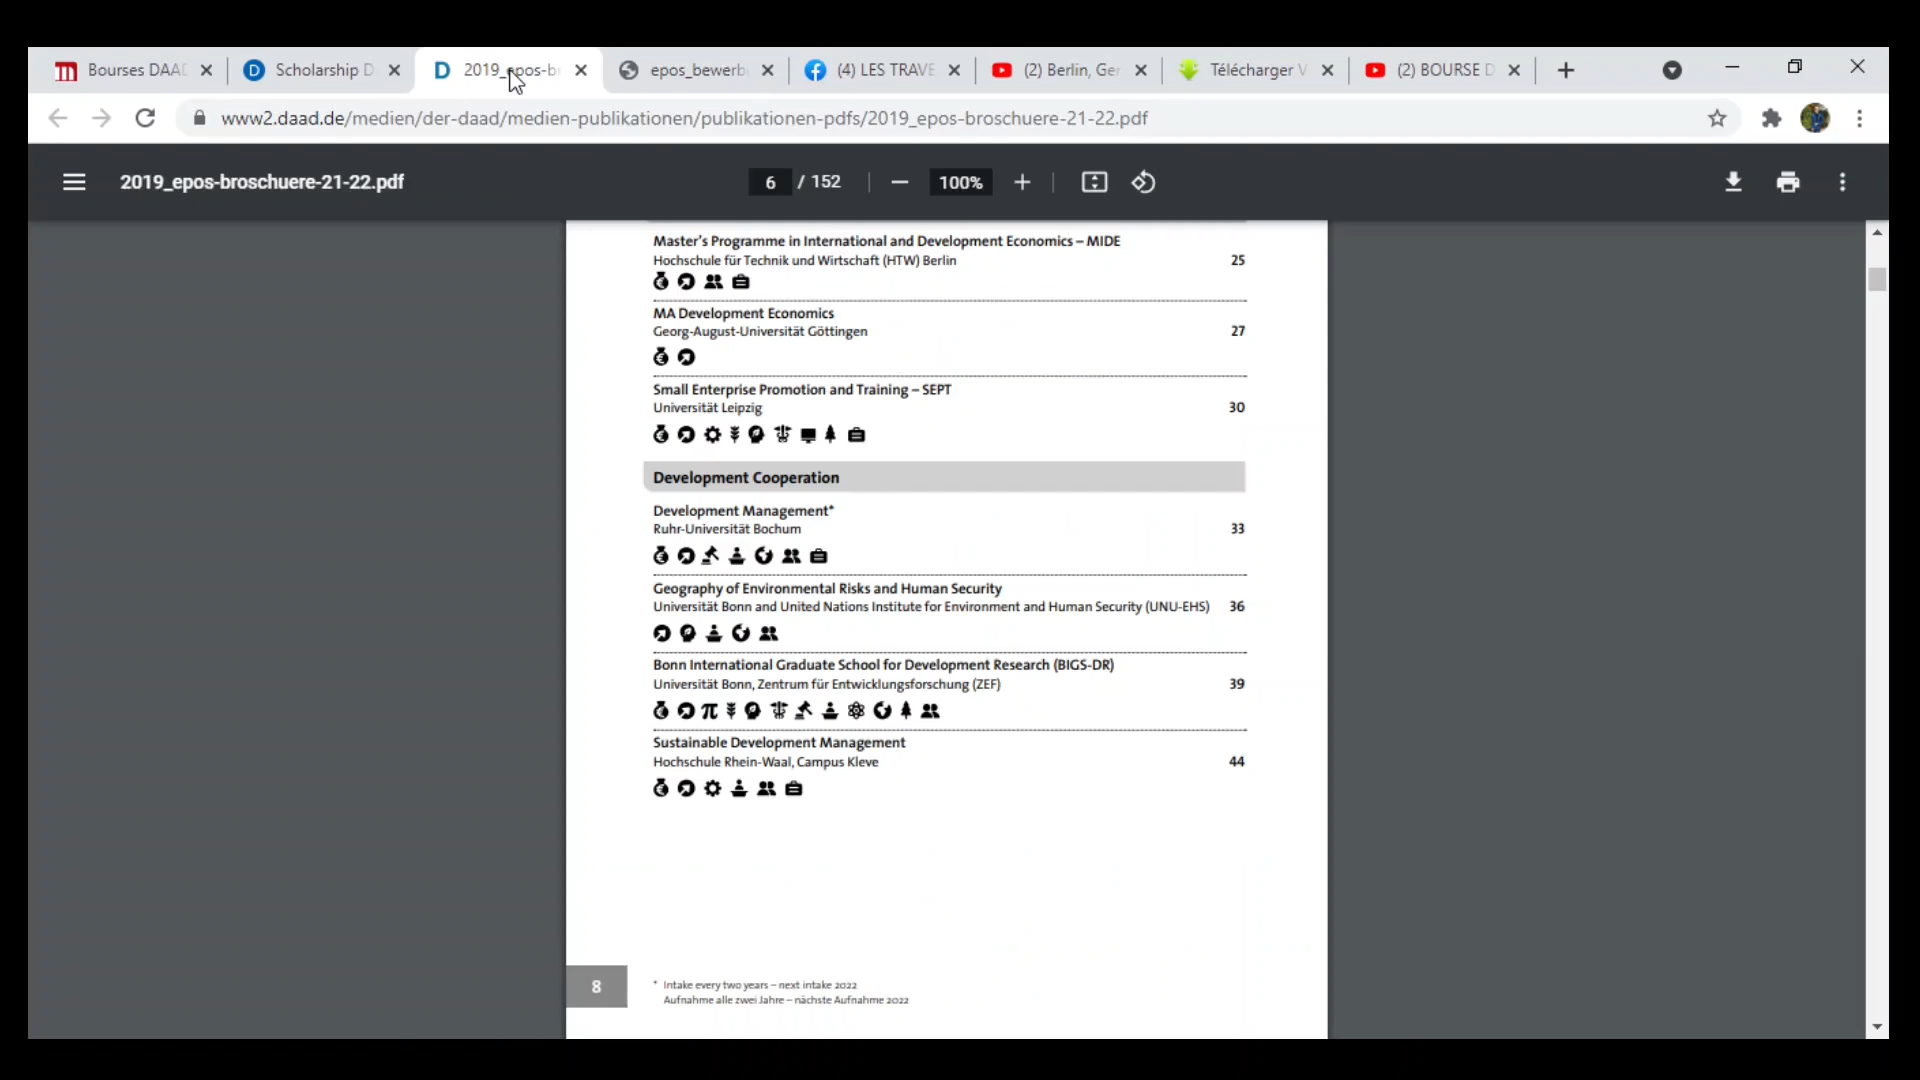 Bourses DAAD
Scholarship D
2019_epos-br
epos_bewerb
(4) LES TRAVE
(2) Berlin, Ger
Télécharger V
(2) BOURSE D
www2.daad.de/medien/der-daad/medien-publikationen/publikationen-pdfs/2019_epos-broschuere-21-22.pdf
2019_epos-broschuere-21-22.pdf
6 / 152
100%
Master's Programme in International and Development Economics – MIDE
Hochschule für Technik und Wirtschaft (HTW) Berlin 25
MA Development Economics
Georg-August-Universität Göttingen 27
Small Enterprise Promotion and Training – SEPT
Universität Leipzig 30
Development Cooperation
Development Management*
Ruhr-Universität Bochum 33
Geography of Environmental Risks and Human Security
Universität Bonn and United Nations Institute for Environment and Human Security (UNU-EHS) 36
Bonn International Graduate School for Development Research (BIGS-DR)
Universität Bonn, Zentrum für Entwicklungsforschung (ZEF) 39
Sustainable Development Management
Hochschule Rhein-Waal, Campus Kleve 44
8
* Intake every two years – next intake 2022
Aufnahme alle zwei Jahre – nächste Aufnahme 2022